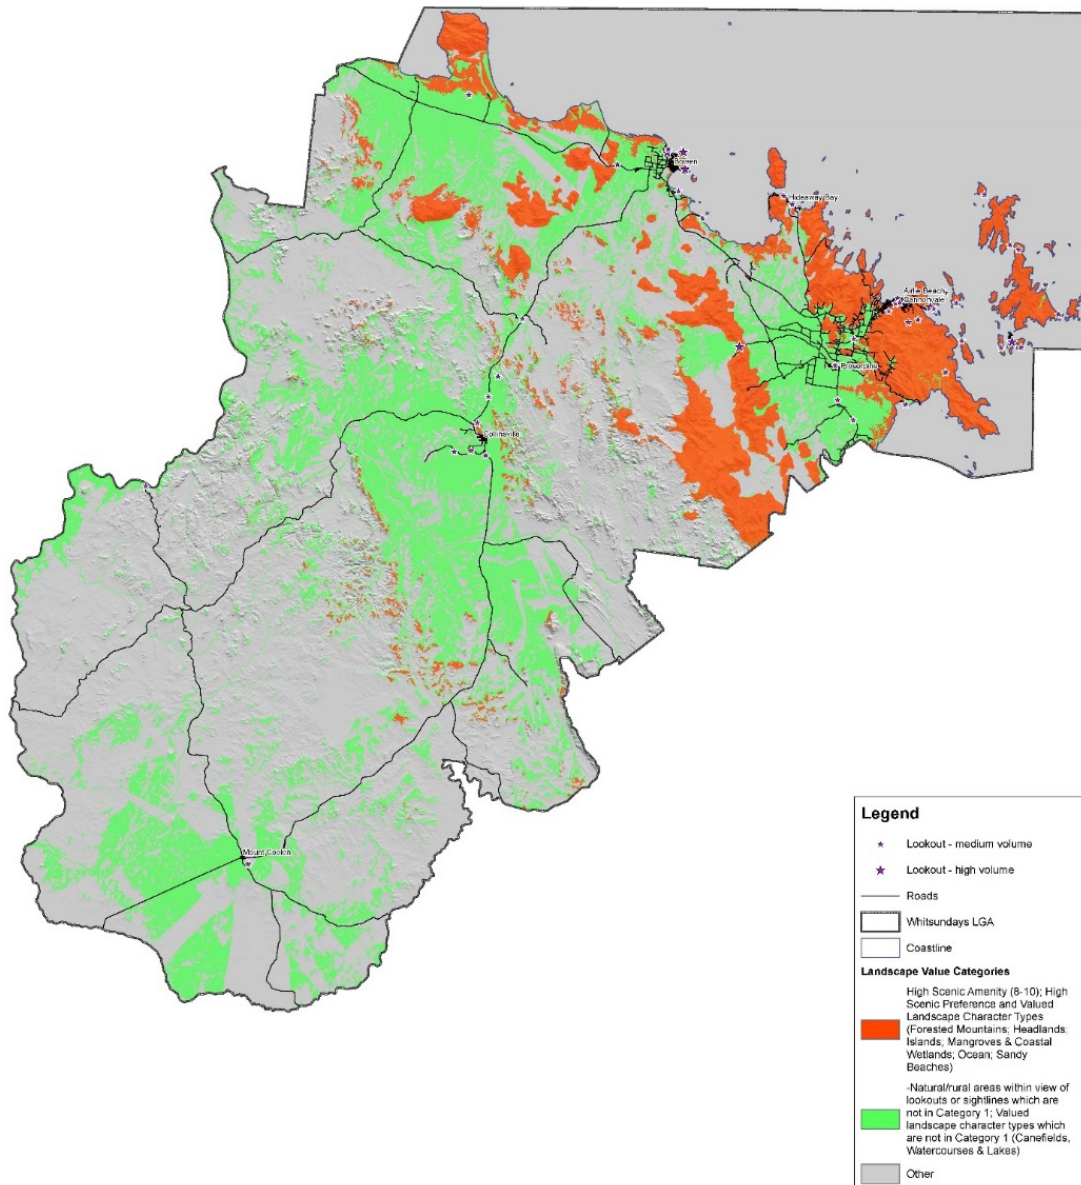 Bowen
Hideaway Bay
Airlie Beach
Cannonvale
Proserpine
Collinsville
Mount Coolon
Legend
Lookout - medium volume
Lookout - high volume
Roads
Whitsundays LGA
Coastline
Landscape Value Categories
High Scenic Amenity (8-10); High
Scenic Preference and Valued
Landscape Character Types
(Forested Mountains; Headlands;
Islands; Mangroves & Coastal
Wetlands; Ocean; Sandy
Beaches)
-Natural/rural areas within view of
lookouts or sightlines which are
not in Category 1; Valued
landscape character types which
are not in Category 1 (Canefields,
Watercourses & Lakes)
Other